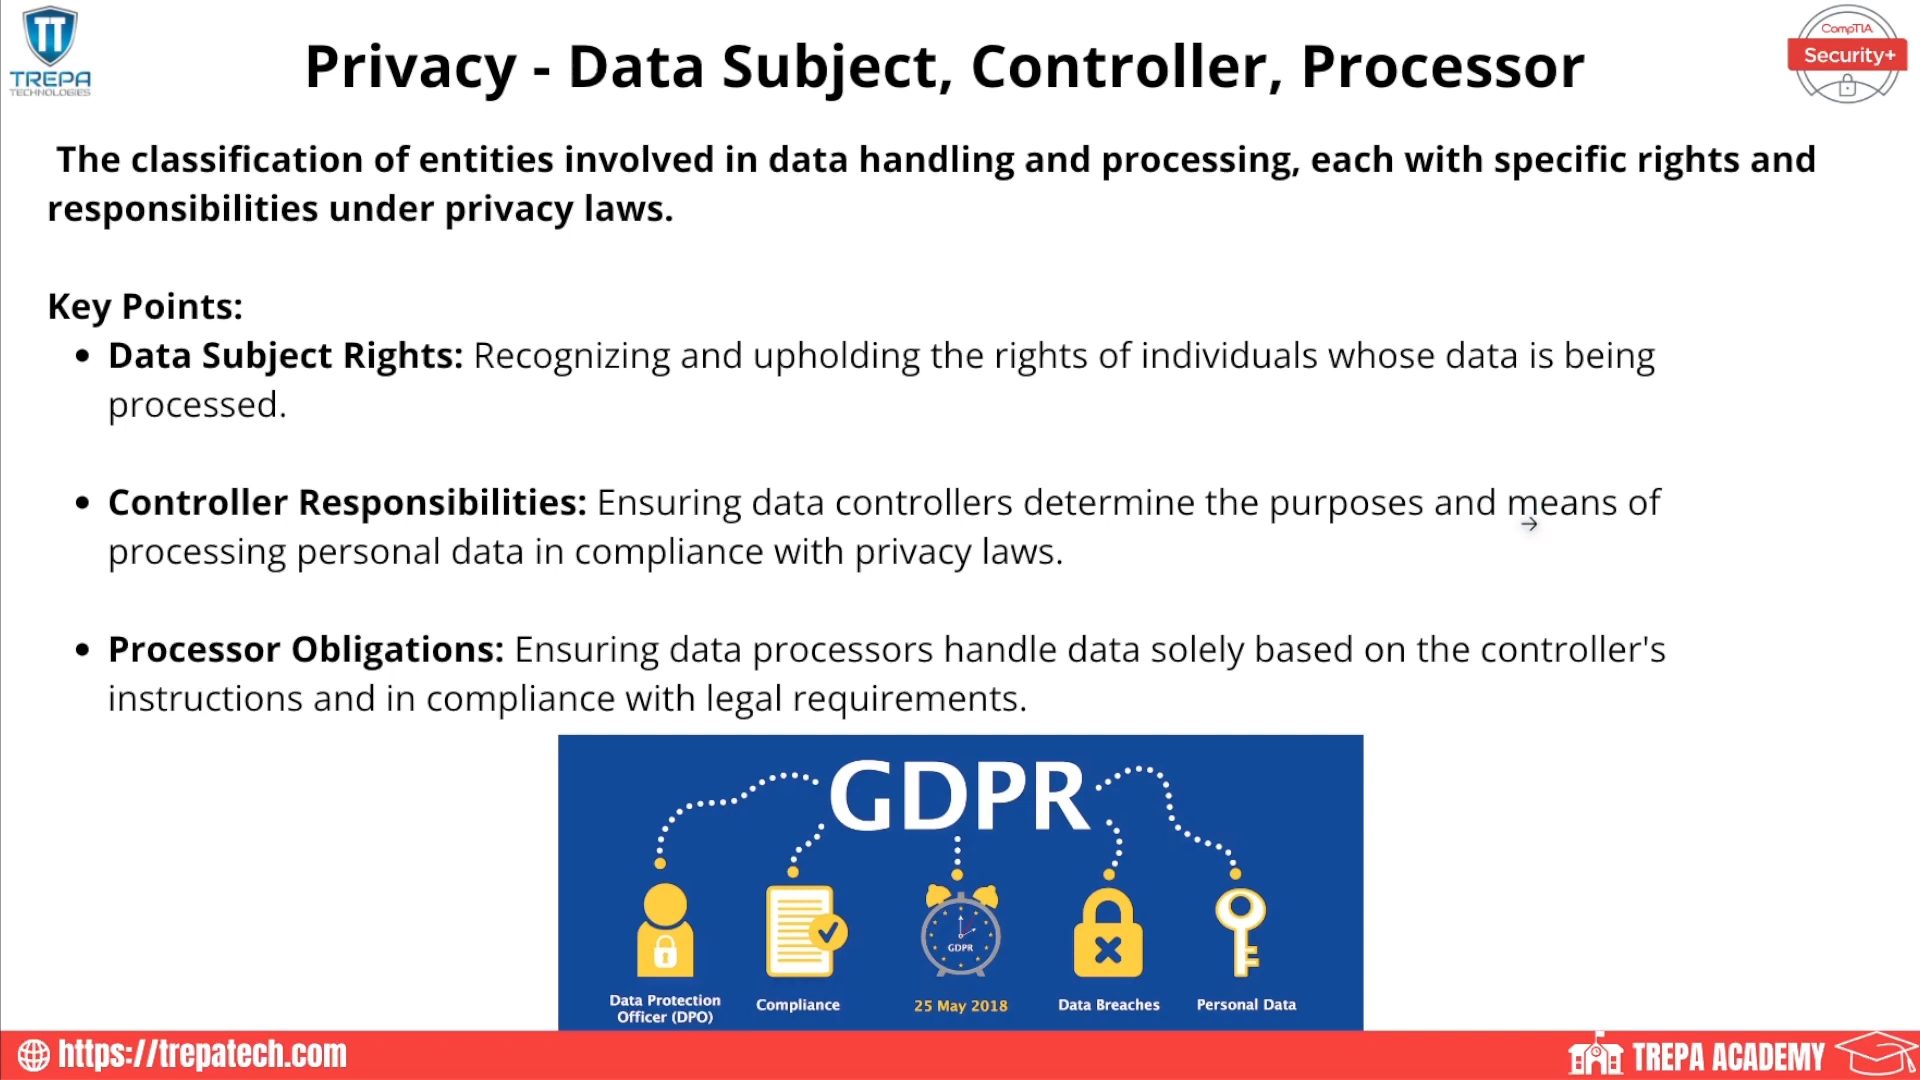 TREPA
TECHNOLOGIES
Privacy - Data Subject, Controller, Processor
CompTIA
Security+
The classification of entities involved in data handling and processing, each with specific rights and
responsibilities under privacy laws.
Key Points:
• Data Subject Rights: Recognizing and upholding the rights of individuals whose data is being
processed.
• Controller Responsibilities: Ensuring data controllers determine the purposes and means of
processing personal data in compliance with privacy laws.
• Processor Obligations: Ensuring data processors handle data solely based on the controller's
instructions and in compliance with legal requirements.
GDPR
GDPR
Data Protection
Officer (DPO)
Compliance
25 May 2018
Data Breaches
Personal Data
https://trepatech.com
TREPA ACADEMY